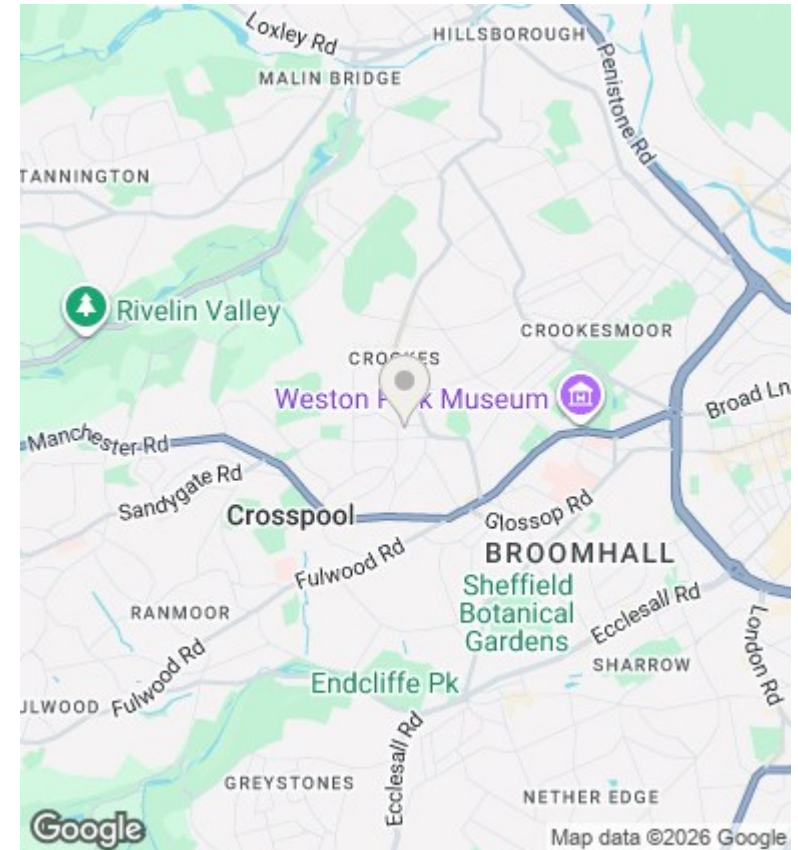 Loxley Rd
HILLSBOROUGH
MALIN BRIDGE
Penistone Rd
TANNINGTON
Rivelin Valley
CROOKESMOOR
CROOKES
Weston Park Museum
Broad Ln
Manchester Rd
Sandygate Rd
Crosspool
Glossop Rd
Fulwood Rd
BROOMHALL
Sheffield
Botanical
Gardens
Ecclesall Rd
RANMOOR
London Rd
SHARROW
Fulwood Rd
ULWOOD
Endcliffe Pk
Ecclesall Rd
GREYSTONES
NETHER EDGE
Google
Map data ©2026 Google